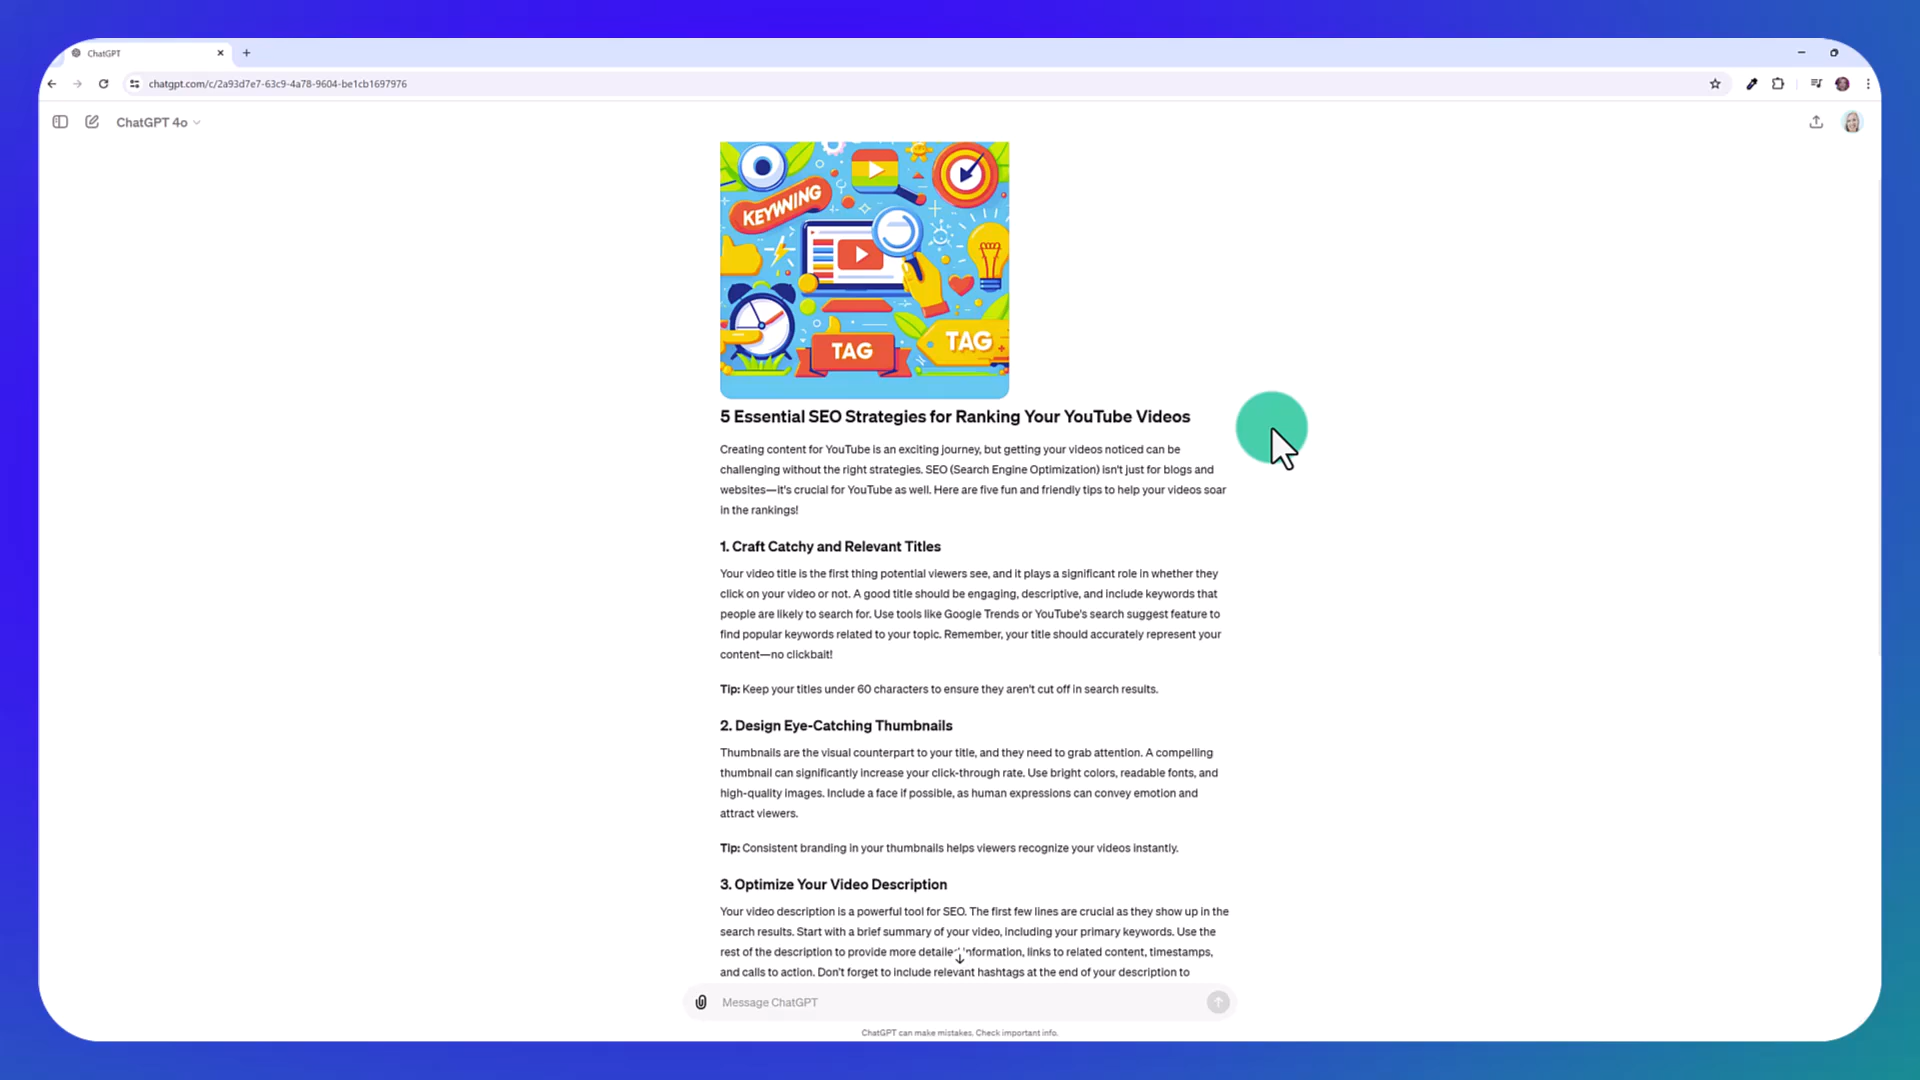 ChatGPT
chatgpt.com/c/2a93d7e7-63c9-4a78-9604-be1cb1697976
ChatGPT 4o
KEYWNING
TAG
TAG
5 Essential SEO Strategies for Ranking Your YouTube Videos
Creating content for YouTube is an exciting journey, but getting your videos noticed can be
challenging without the right strategies. SEO (Search Engine Optimization) isn't just for blogs and
websites—it's crucial for YouTube as well. Here are five fun and friendly tips to help your videos soar
in the rankings!
1. Craft Catchy and Relevant Titles
Your video title is the first thing potential viewers see, and it plays a significant role in whether they
click on your video or not. A good title should be engaging, descriptive, and include keywords that
people are likely to search for. Use tools like Google Trends or YouTube's search suggest feature to
find popular keywords related to your topic. Remember, your title should accurately represent your
content—no clickbait!
Tip: Keep your titles under 60 characters to ensure they aren't cut off in search results.
2. Design Eye-Catching Thumbnails
Thumbnails are the visual counterpart to your title, and they need to grab attention. A compelling
thumbnail can significantly increase your click-through rate. Use bright colors, readable fonts, and
high-quality images. Include a face if possible, as human expressions can convey emotion and
attract viewers.
Tip: Consistent branding in your thumbnails helps viewers recognize your videos instantly.
3. Optimize Your Video Description
Your video description is a powerful tool for SEO. The first few lines are crucial as they show up in the
search results. Start with a brief summary of your video, including your primary keywords. Use the
rest of the description to provide more detailed information, links to related content, timestamps,
and calls to action. Don't forget to include relevant hashtags at the end of your description to
Message ChatGPT
ChatGPT can make mistakes. Check important info.